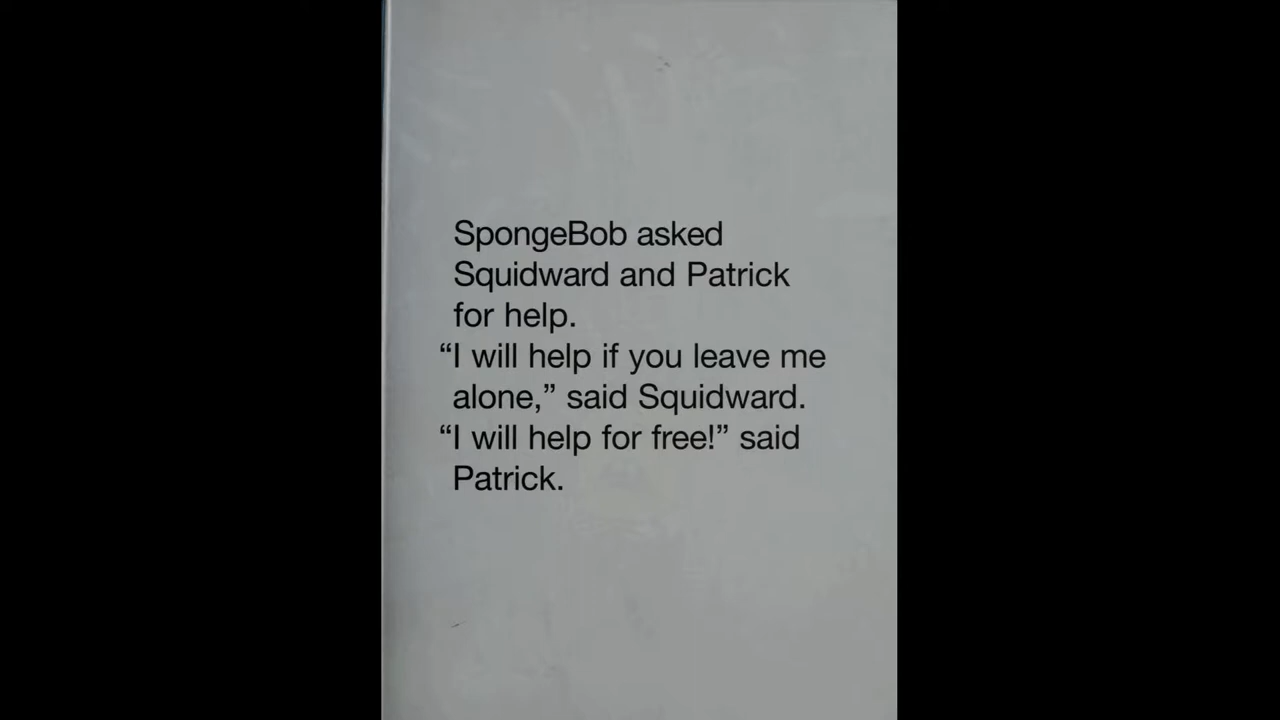 SpongeBob asked
Squidward and Patrick
for help.
“I will help if you leave me
alone,” said Squidward.
“I will help for free!” said
Patrick.